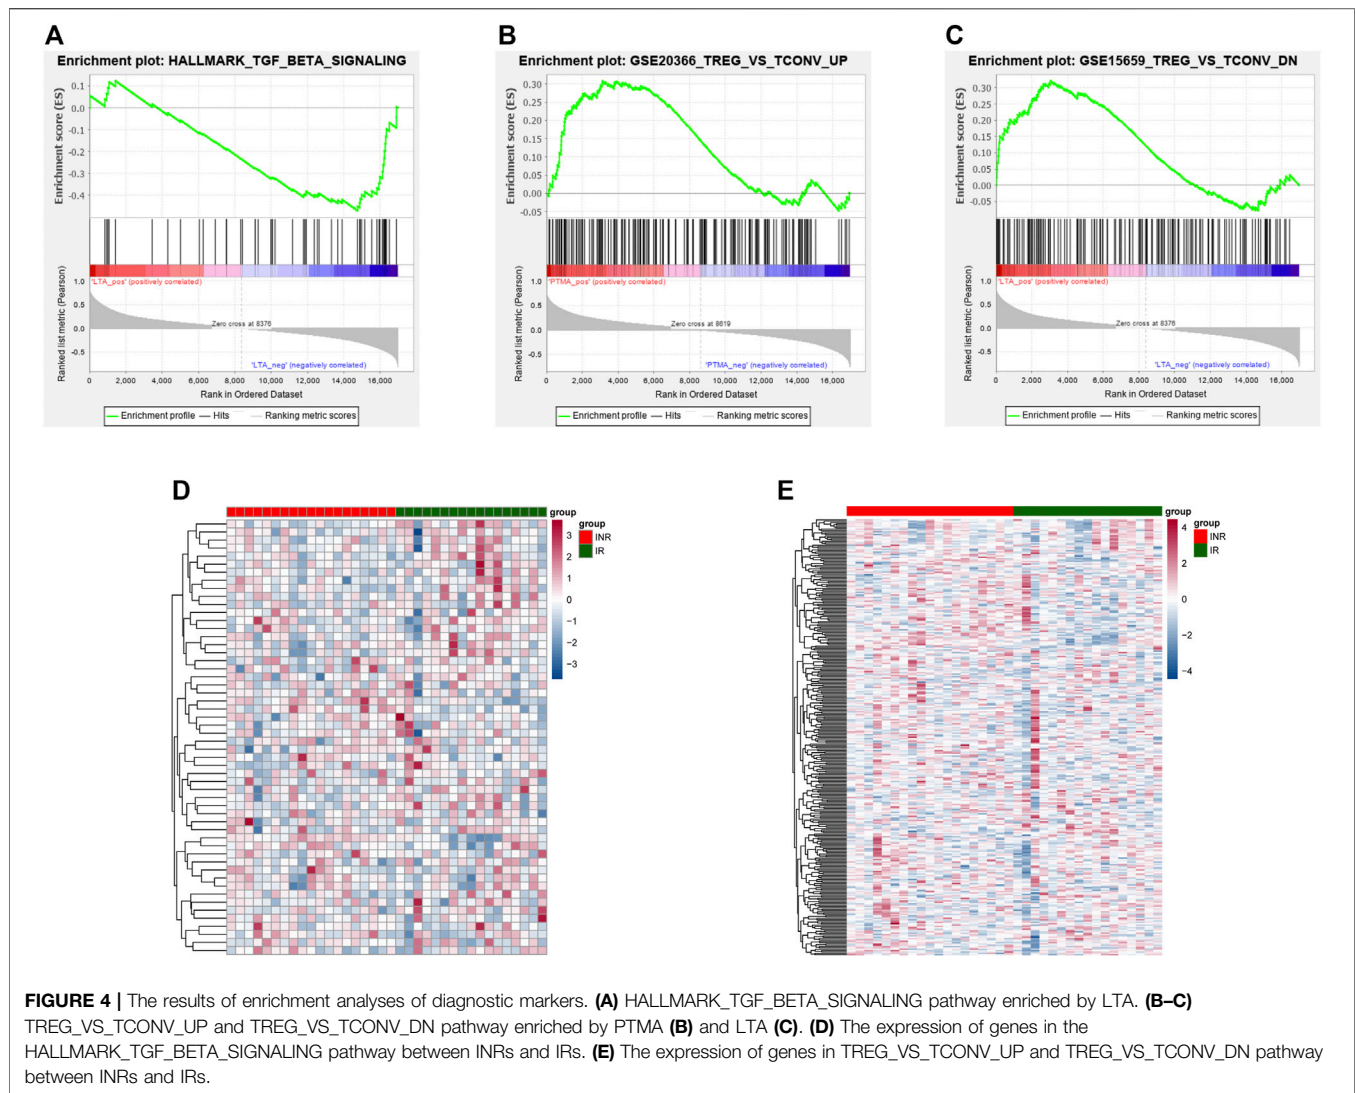 A
Enrichment plot: HALLMARK_TGF_BETA_SIGNALING
Enrichment score (ES)
0.1
0.0
-0.1
-0.2
-0.3
-0.4
'LTA_pos' (positively correlated)
Ranked list metric (Pearson)
1.0
0.5
0.0
-0.5
Zero cross at 8376
'LTA_neg' (negatively correlated)
0 2,000 4,000 6,000 8,000 10,000 12,000 14,000 16,000
Rank in Ordered Dataset
Enrichment profile Hits Ranking metric scores
B
Enrichment plot: GSE20366_TREG_VS_TCONV_UP
Enrichment score (ES)
0.30
0.25
0.20
0.15
0.10
0.05
0.00
-0.05
'PTMA_pos' (positively correlated)
Ranked list metric (Pearson)
1.0
0.5
0.0
-0.5
Zero cross at 8619
'PTMA_neg' (negatively correlated)
0 2,000 4,000 6,000 8,000 10,000 12,000 14,000 16,000
Rank in Ordered Dataset
Enrichment profile Hits Ranking metric scores
C
Enrichment plot: GSE15659_TREG_VS_TCONV_DN
Enrichment score (ES)
0.30
0.25
0.20
0.15
0.10
0.05
0.00
-0.05
'LTA_pos' (positively correlated)
Ranked list metric (Pearson)
1.0
0.5
0.0
-0.5
Zero cross at 8376
'LTA_neg' (negatively correlated)
0 2,000 4,000 6,000 8,000 10,000 12,000 14,000 16,000
Rank in Ordered Dataset
Enrichment profile Hits Ranking metric scores
D
group
3
2
1
0
−1
−2
−3
group
INR
IR
E
group
4
2
0
−2
−4
group
INR
IR
FIGURE 4 | The results of enrichment analyses of diagnostic markers. (A) HALLMARK_TGF_BETA_SIGNALING pathway enriched by LTA. (B–C)
TREG_VS_TCONV_UP and TREG_VS_TCONV_DN pathway enriched by PTMA (B) and LTA (C). (D) The expression of genes in the
HALLMARK_TGF_BETA_SIGNALING pathway between INRs and IRs. (E) The expression of genes in TREG_VS_TCONV_UP and TREG_VS_TCONV_DN pathway
between INRs and IRs.